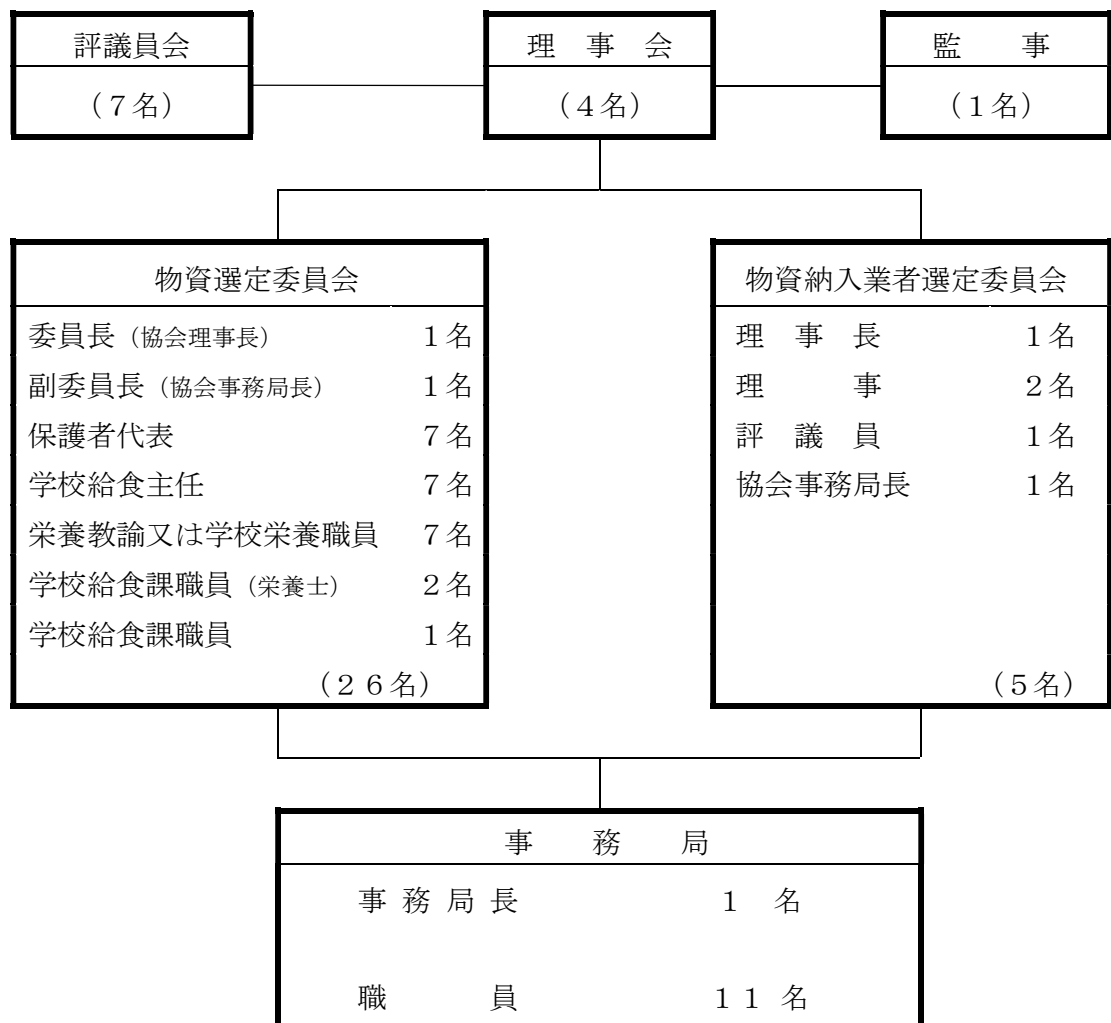 評議員会
（7名）
理　事　会
（4名）
監　　事
（1名）
物資選定委員会
委員長（協会理事長）　1名
副委員長（協会事務局長）　1名
保護者代表　7名
学校給食主任　7名
栄養教諭又は学校栄養職員　7名
学校給食課職員（栄養士）　2名
学校給食課職員　1名
（２６名）
物資納入業者選定委員会
理　事　長　1名
理　　　事　2名
評　議　員　1名
協会事務局長　1名
（5名）
事　務　局
事 務 局 長　１　名
職　　　員　１１ 名